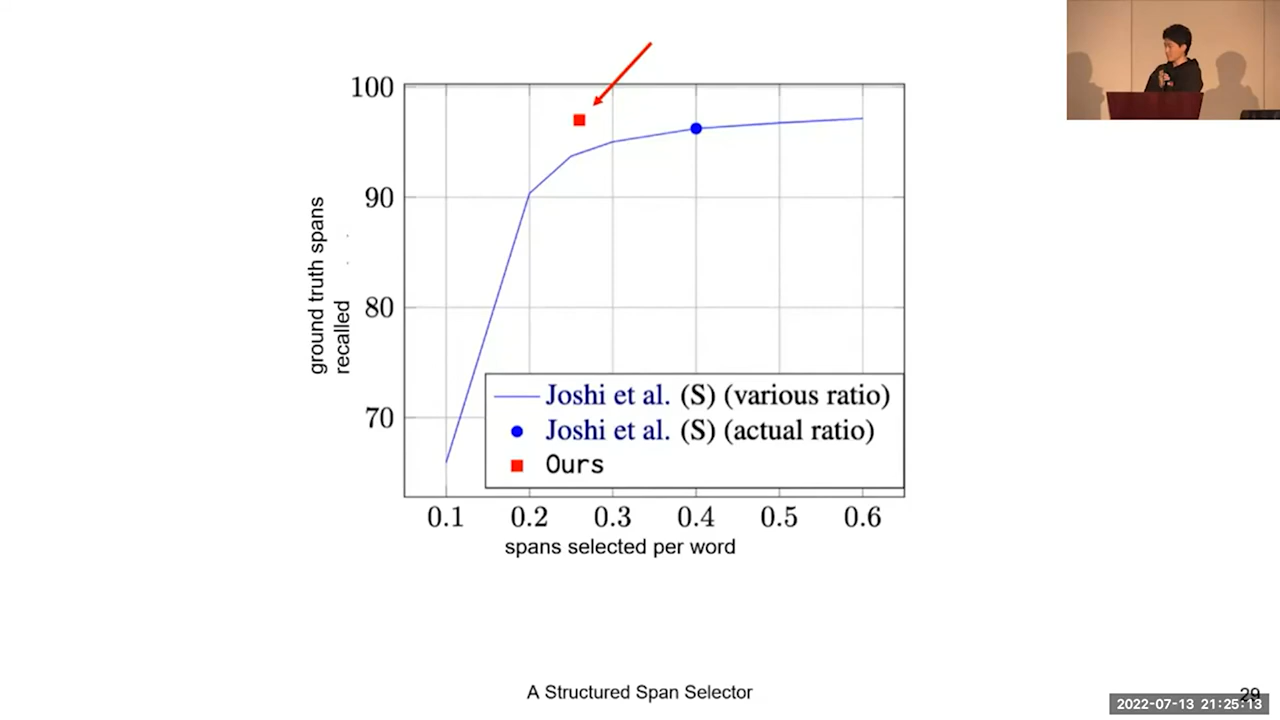 100
90
80
70
ground truth spans
recalled
Joshi et al. (S) (various ratio)
Joshi et al. (S) (actual ratio)
Ours
0.1 0.2 0.3 0.4 0.5 0.6
spans selected per word
A Structured Span Selector
29
2022-07-13 21:25:13